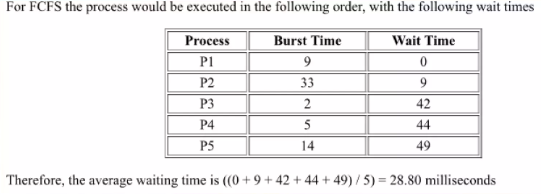 For FCFS the process would be executed in the following order, with the following wait times
Process Burst Time Wait Time
P1 9 0
P2 33 9
P3 2 42
P4 5 44
P5 14 49
Therefore, the average waiting time is ((0 + 9 + 42 + 44 + 49) / 5) = 28.80 milliseconds